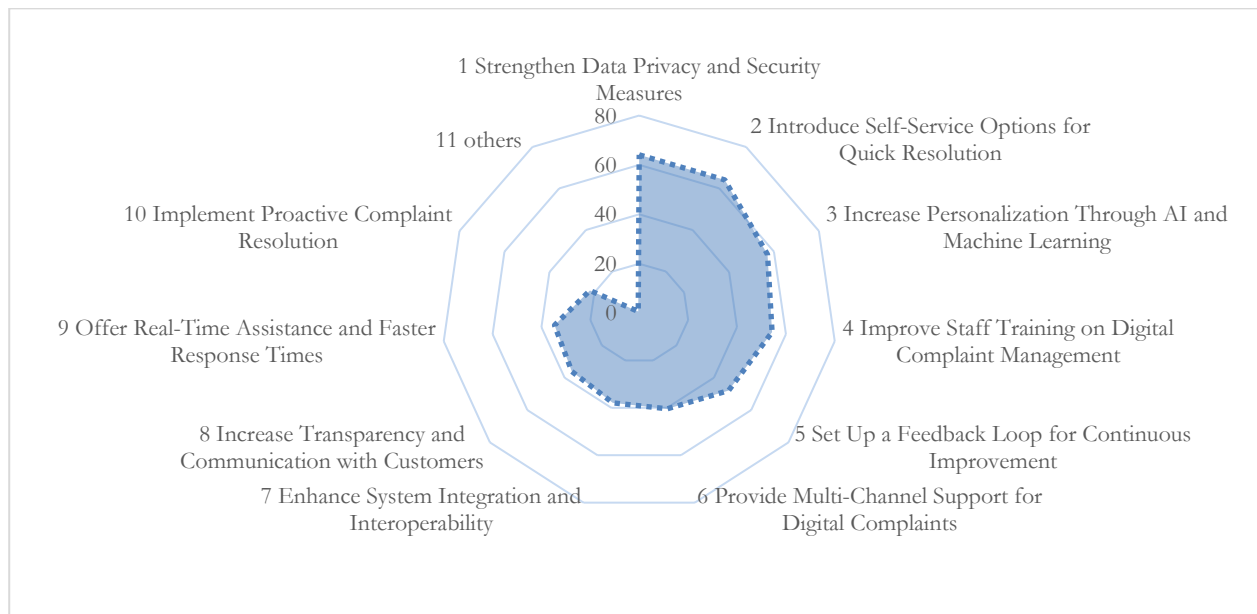 1 Strengthen Data Privacy and Security
Measures
80
60
40
20
0
2 Introduce Self-Service Options for
Quick Resolution
3 Increase Personalization Through AI and
Machine Learning
4 Improve Staff Training on Digital
Complaint Management
5 Set Up a Feedback Loop for Continuous
Improvement
6 Provide Multi-Channel Support for
Digital Complaints
7 Enhance System Integration and
Interoperability
8 Increase Transparency and
Communication with Customers
9 Offer Real-Time Assistance and Faster
Response Times
10 Implement Proactive Complaint
Resolution
11 others